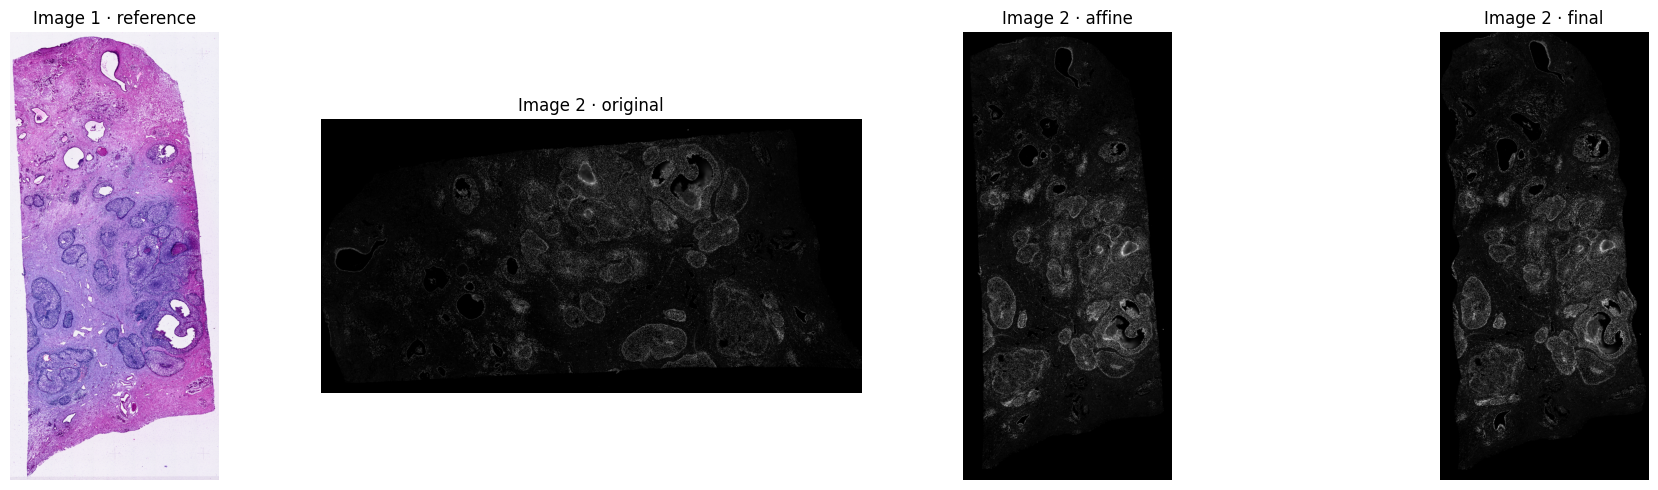 Image 1 · reference
Image 2 · original
Image 2 · affine
Image 2 · final